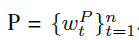 P = {w_t^P}_{t=1}^n.